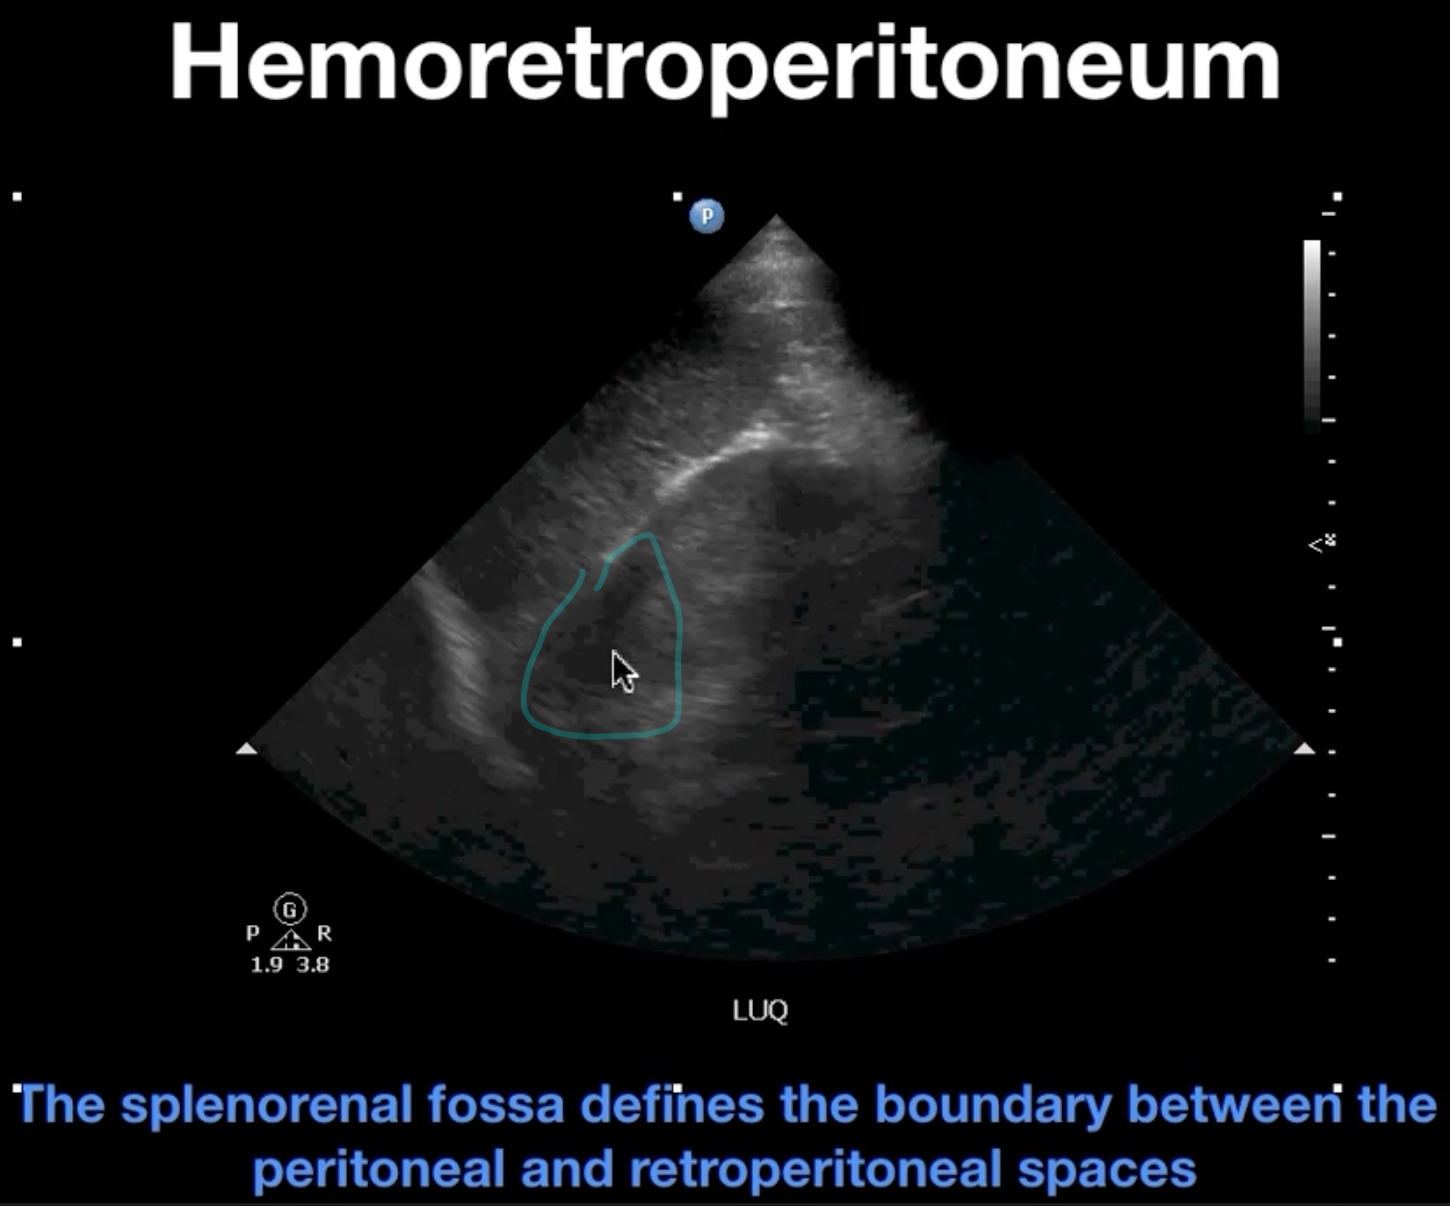 Hemoretroperitoneum
P
G
P R
1.9 3.8
LUQ
The splenorenal fossa defines the boundary between the
peritoneal and retroperitoneal spaces